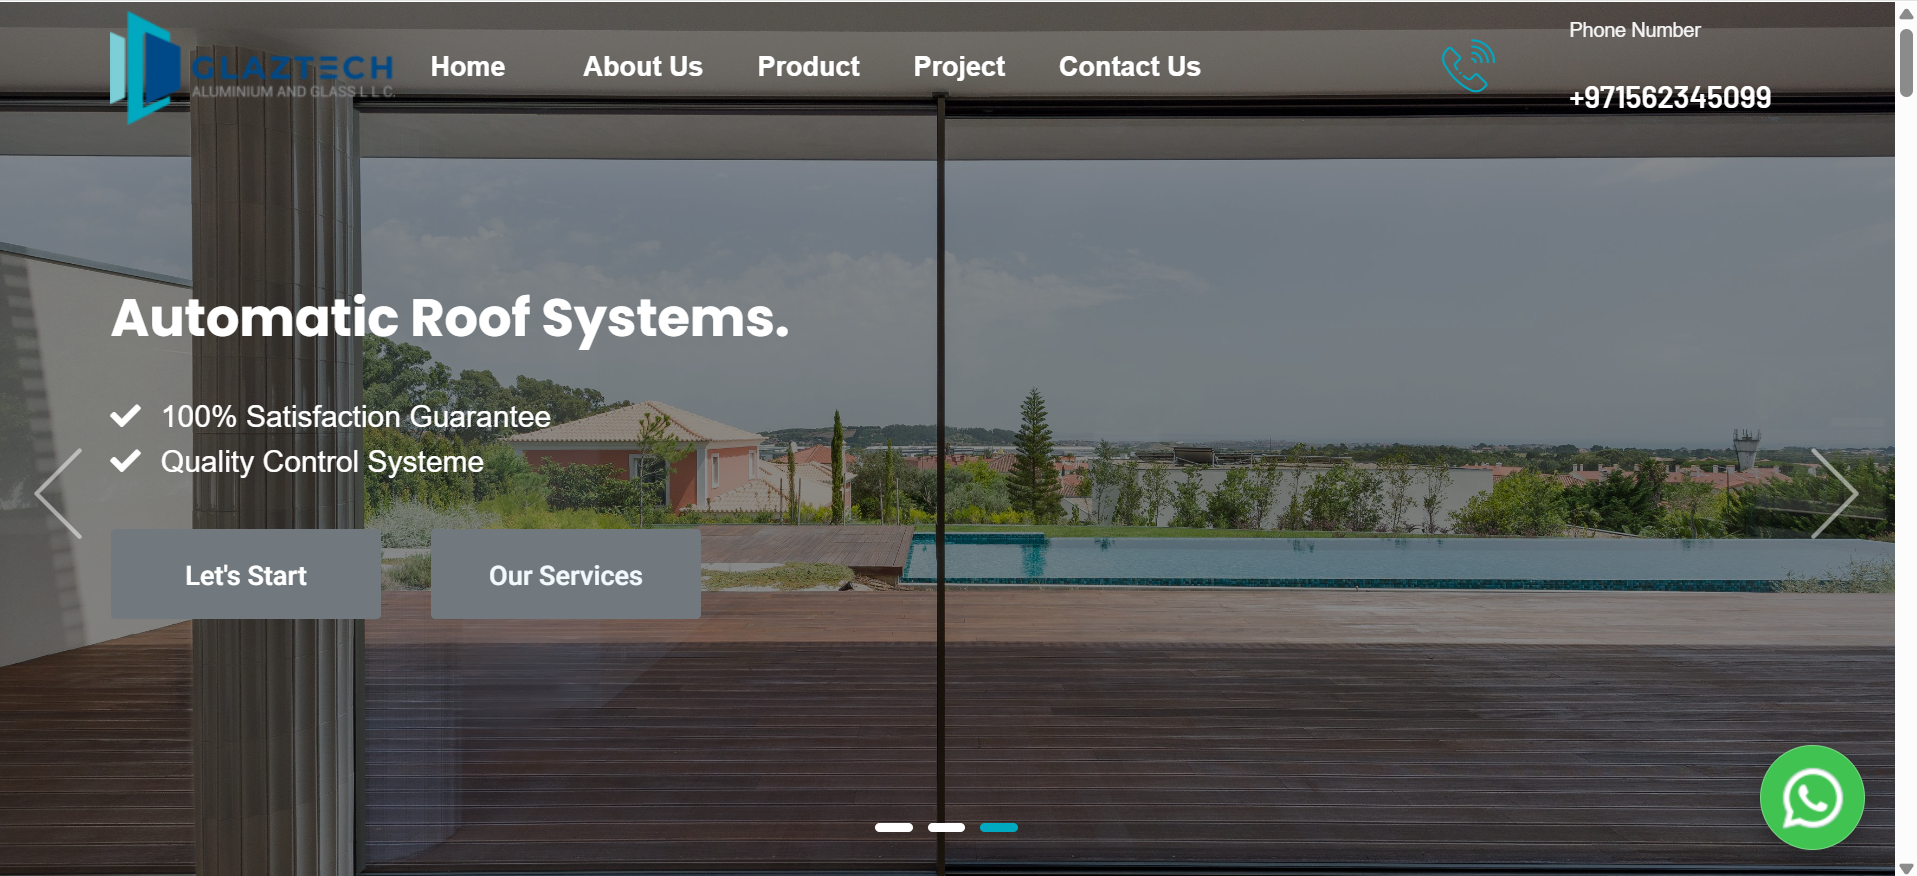 GLAZTECH
ALUMINIUM AND GLASS L L C.
Home About Us Product Project Contact Us
Phone Number
+971562345099
Automatic Roof Systems.
100% Satisfaction Guarantee
Quality Control Systeme
Let's Start Our Services